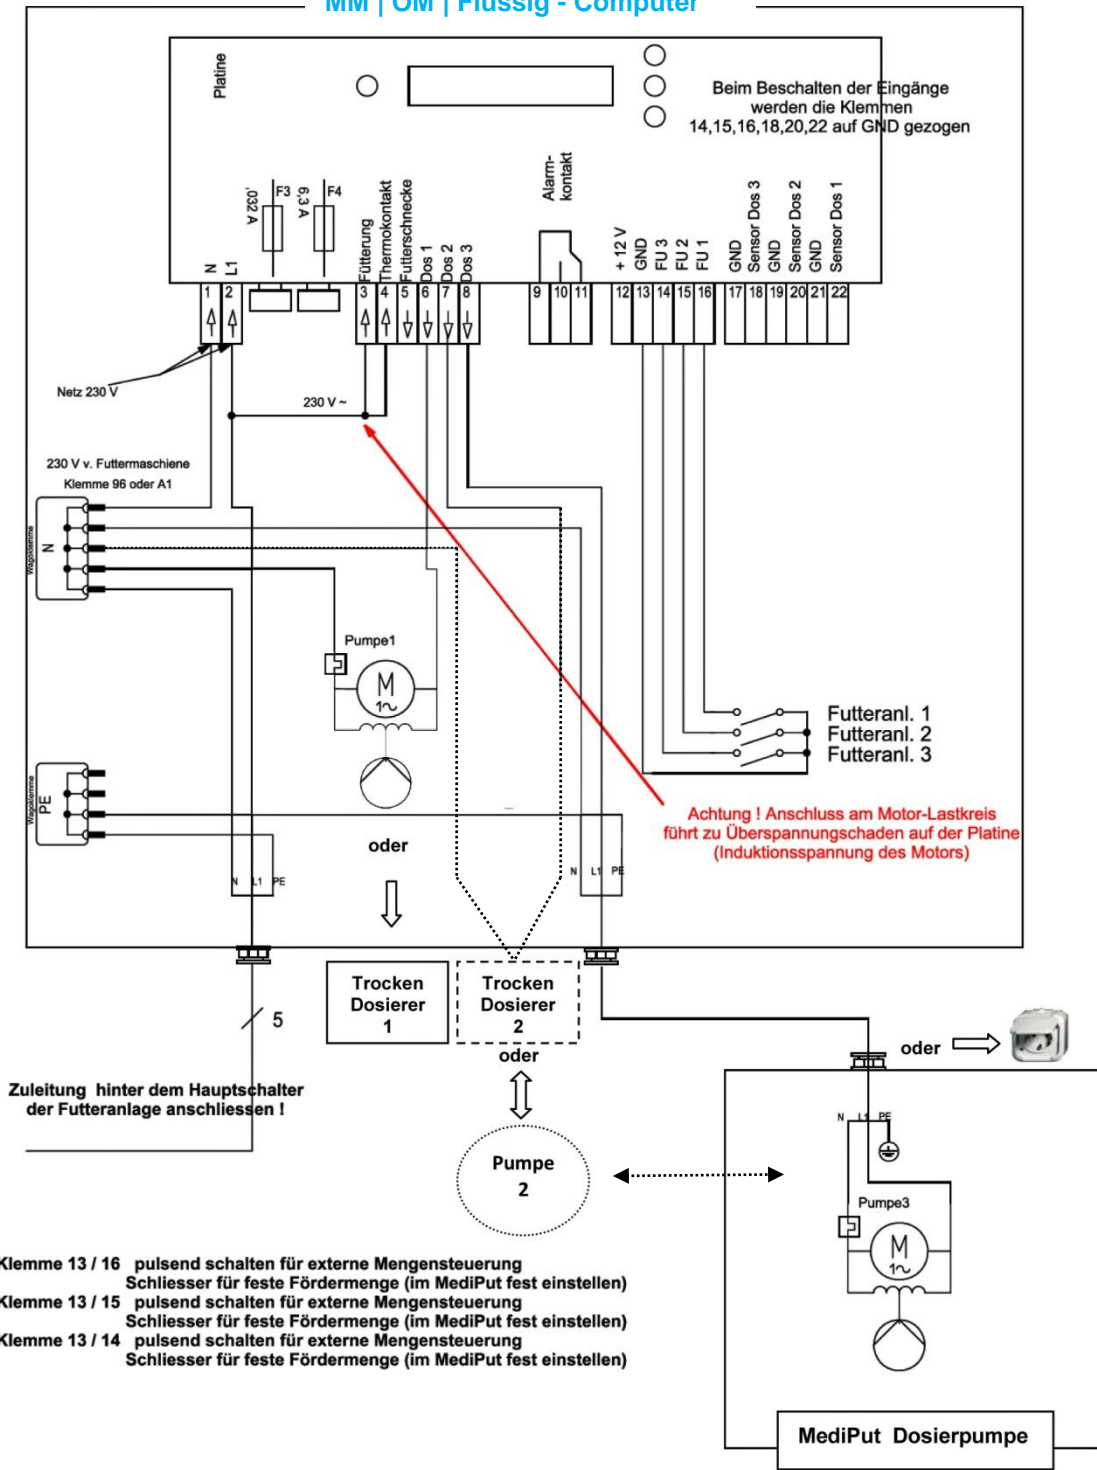 MM | OM | Flüssig - Computer
Platine
Beim Beschalten der Eingänge
werden die Klemmen
14,15,16,18,20,22 auf GND gezogen
F3
,032 A
F4
6,3 A
Alarm-
kontakt
N
L1
Fütterung
Thermokontakt
Futterschnecke
Dos 1
Dos 2
Dos 3
+ 12 V
GND
FU 3
FU 2
FU 1
GND
Sensor Dos 3
GND
Sensor Dos 2
GND
Sensor Dos 1
1 2 3 4 5 6 7 8 9 10 11 12 13 14 15 16 17 18 19 20 21 22
Netz 230 V
230 V ~
230 V v. Futtermaschiene
Klemme 96 oder A1
Wagoklemme
N
Pumpe1
M
1~
Futteranl. 1
Futteranl. 2
Futteranl. 3
Wagoklemme
PE
Achtung ! Anschluss am Motor-Lastkreis
führt zu Überspannungschaden auf der Platine
(Induktionsspannung des Motors)
oder
N L1 PE
N L1 PE
Trocken
Dosierer
1
Trocken
Dosierer
2
5
oder
oder
Zuleitung hinter dem Hauptschalter
der Futteranlage anschliessen !
N L1 PE
Pumpe
2
Pumpe3
M
1~
Klemme 13 / 16 pulsend schalten für externe Mengensteuerung
Schliesser für feste Fördermenge (im MediPut fest einstellen)
Klemme 13 / 15 pulsend schalten für externe Mengensteuerung
Schliesser für feste Fördermenge (im MediPut fest einstellen)
Klemme 13 / 14 pulsend schalten für externe Mengensteuerung
Schliesser für feste Fördermenge (im MediPut fest einstellen)
MediPut Dosierpumpe